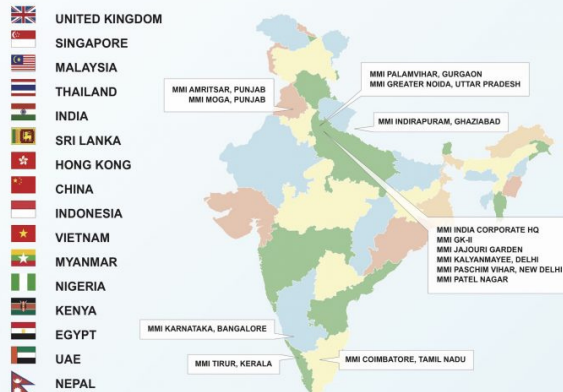 UNITED KINGDOM
SINGAPORE
MALAYSIA
THAILAND
INDIA
SRI LANKA
HONG KONG
CHINA
INDONESIA
VIETNAM
MYANMAR
NIGERIA
KENYA
EGYPT
UAE
NEPAL
MMI AMRITSAR, PUNJAB
MMI MOGA, PUNJAB
MMI PALAMVIHAR, GURGAON
MMI GREATER NOIDA, UTTAR PRADESH
MMI INDIRAPURAM, GHAZIABAD
MMI INDIA CORPORATE HQ
MMI GK-II
MMI JAJOURI GARDEN
MMI KALYANMAYEE, DELHI
MMI PASCHIM VIHAR, NEW DELHI
MMI PATEL NAGAR
MMI KARNATAKA, BANGALORE
MMI TIRUR, KERALA
MMI COIMBATORE, TAMIL NADU